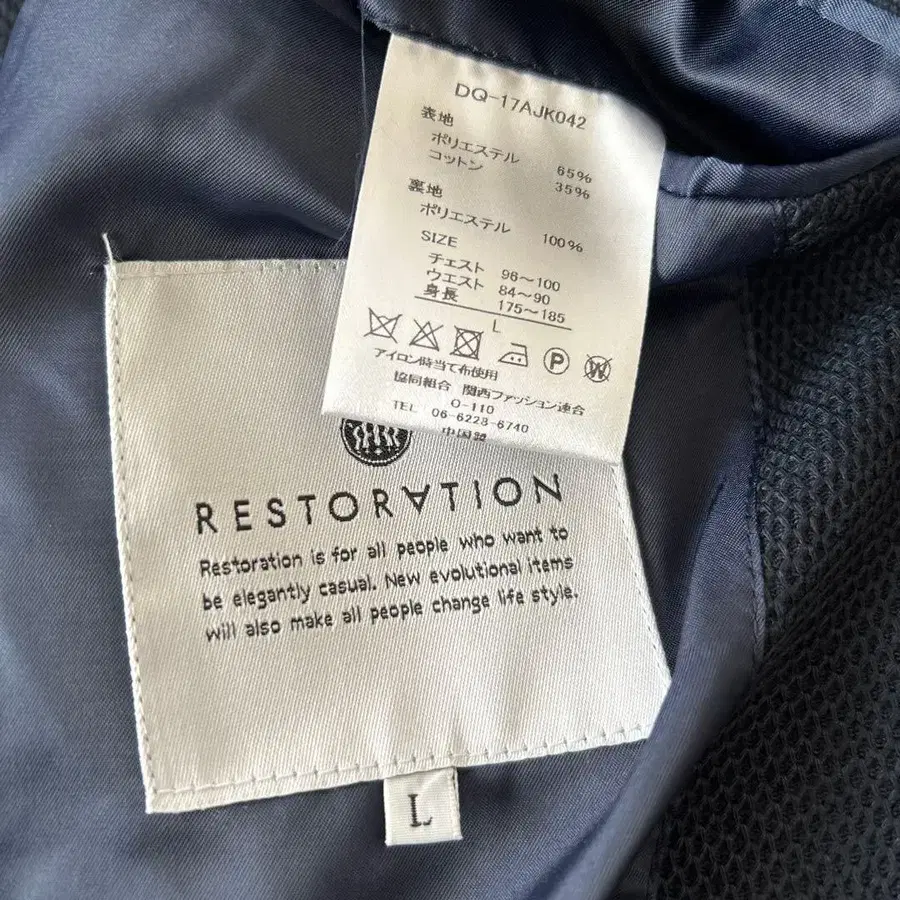 DQ-17AJK042
表地
ポリエステル 65%
コットン 35%
裏地
ポリエステル 100%
SIZE
チェスト 96～100
ウエスト 84～90
身長 175～185
L
P
W
アイロン時当て布使用
協同組合 関西ファッション連合
O-110
TEL 06-6228-6740
中国製
RESTORATION
Restoration is for all people who want to
be elegantly casual. New evolutional items
will also make all people change life style.
L